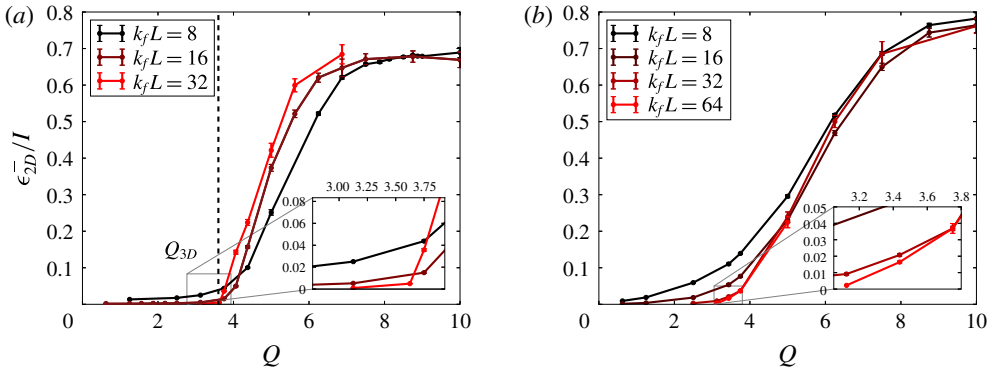 (a)
0.8
0.7
0.6
0.5
0.4
0.3
0.2
0.1
0
2
4
6
8
10
Q
ϵ⁻₂D/I
k_f L = 8
k_f L = 16
k_f L = 32
Q₃D
3.00 3.25 3.50 3.75
0.08
0.06
0.04
0.02
0
(b)
0.8
0.7
0.6
0.5
0.4
0.3
0.2
0.1
0
2
4
6
8
10
Q
k_f L = 8
k_f L = 16
k_f L = 32
k_f L = 64
3.2 3.4 3.6 3.8
0.05
0.04
0.03
0.02
0.01
0